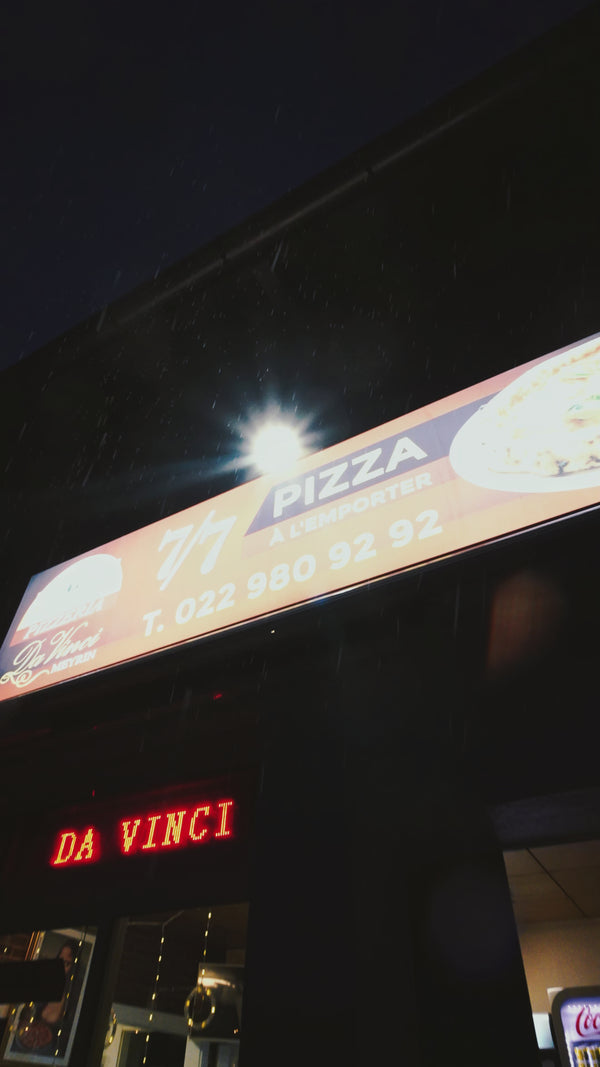 PIZZA
À L'EMPORTER
7/7
T. 022 980 92 92
PIZZERIA
Da Vinci
MEYRIN
DA VINCI